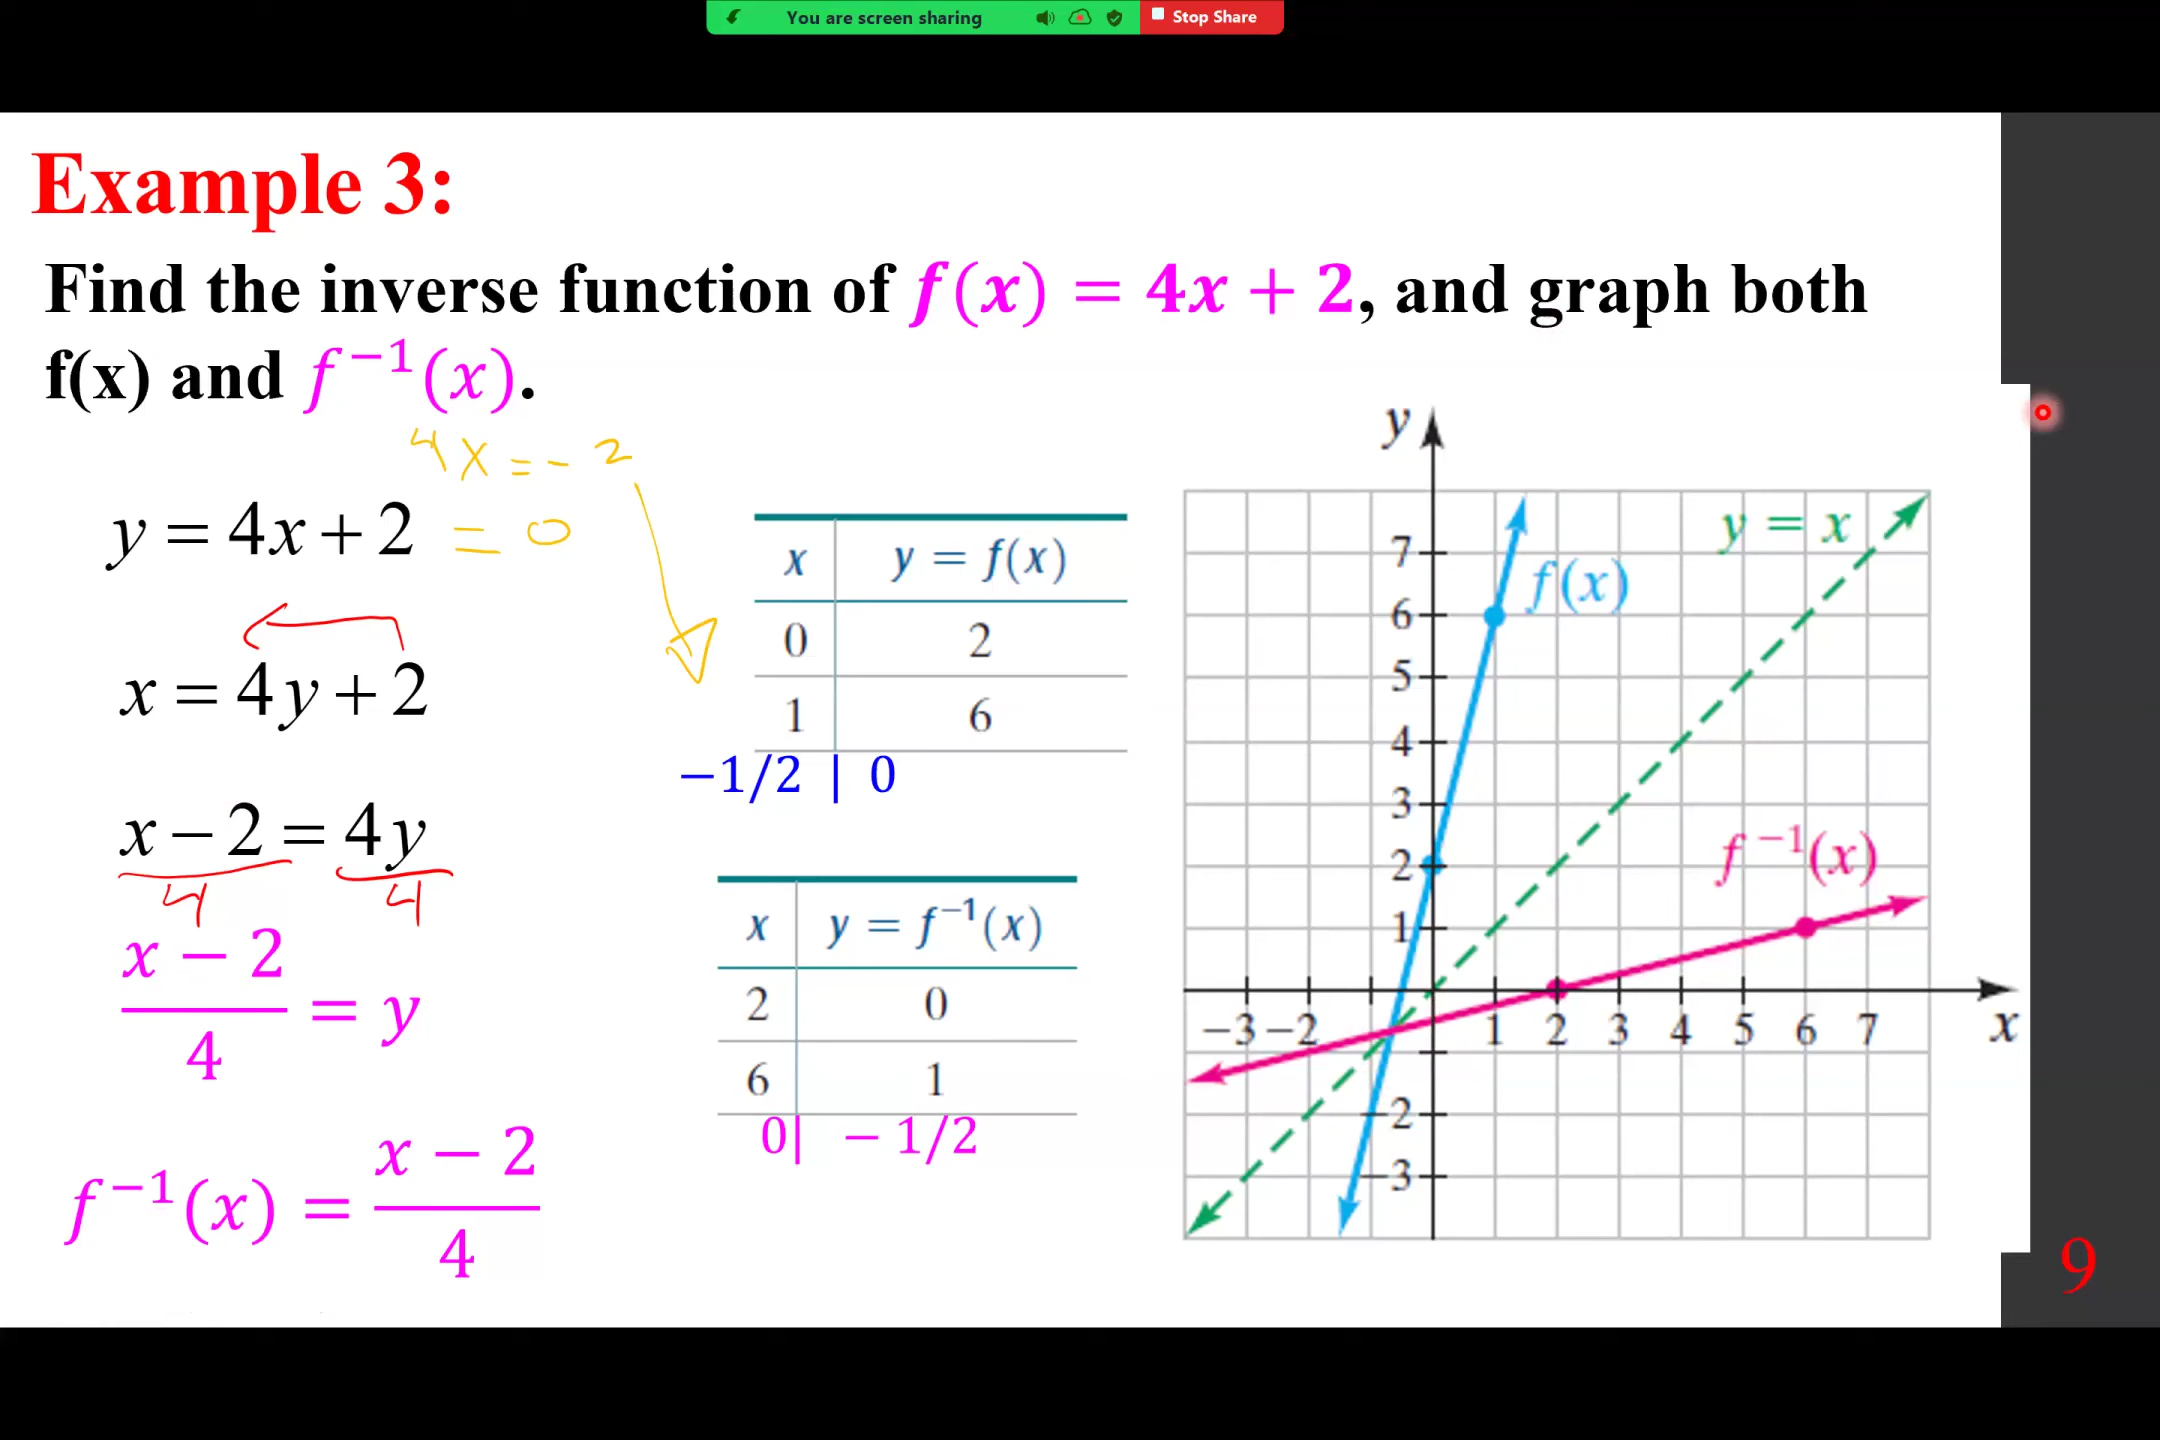 You are screen sharing Stop Share
Example 3:
Find the inverse function of f(x) = 4x + 2, and graph both
f(x) and f⁻¹(x).
4x = - 2
y = 4x + 2 = 0
x = 4y + 2
x − 2 = 4y
4 4
x − 2
4
= y
f⁻¹(x) =
x − 2
4
x y = f(x)
0 2
1 6
−1/2 | 0
x y = f⁻¹(x)
2 0
6 1
0| − 1/2
y
y = x
7
f(x)
6
5
4
3
2
f⁻¹(x)
1
−3 −2 1 2 3 4 5 6 7 x
−2
−3
9